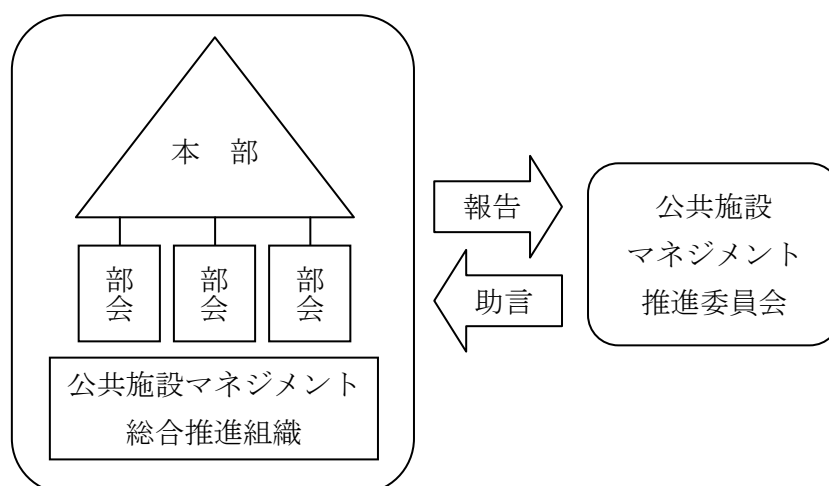 本 部
部会
部会
部会
公共施設マネジメント
総合推進組織
報告
助言
公共施設
マネジメント
推進委員会